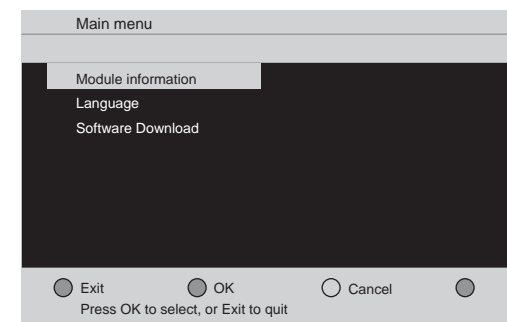 Main menu
Module information
Language
Software Download
Exit OK Cancel
Press OK to select, or Exit to quit